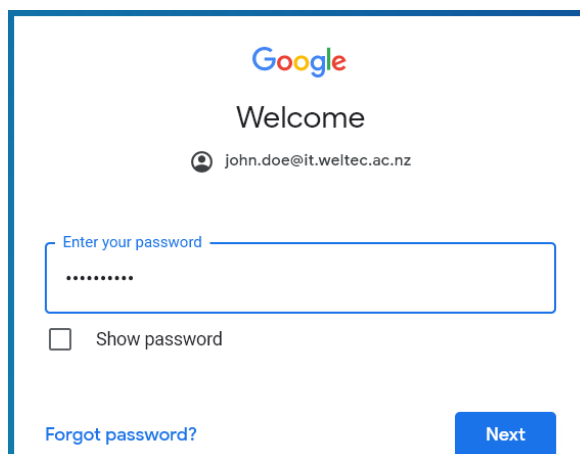 Google
Welcome
john.doe@it.weltec.ac.nz
Enter your password
••••••••••
Show password
Forgot password?
Next